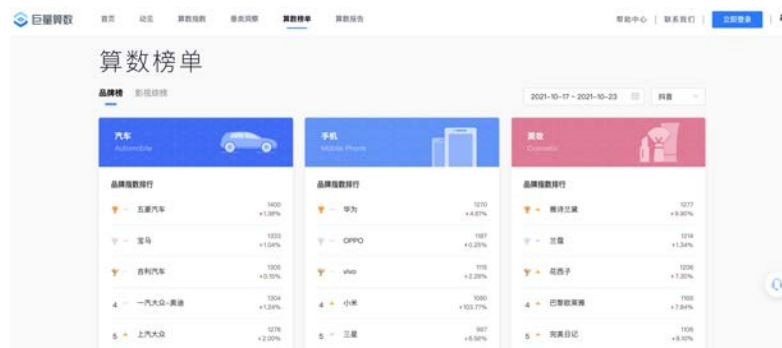 巨量算数 首页 动见 算数指数 垂类洞察 算数榜单 算数报告 帮助中心 | 联系我们 | 立即登录
算数榜单
品牌榜 影视综榜 2021-10-17 ~ 2021-10-23 抖音
汽车
Automobile
品牌指数排行
五菱汽车 1400
+1.38%
宝马 1333
+1.04%
吉利汽车 1305
+0.15%
4 一汽大众-奥迪 1304
+1.24%
5 上汽大众 1278
+2.00%
手机
Mobile Phone
品牌指数排行
华为 1270
+4.61%
OPPO 1187
+0.25%
vivo 1115
+2.29%
4 小米 1080
+103.77%
5 三星 997
+6.98%
美妆
Cosmetic
品牌指数排行
雅诗兰黛 1277
+9.90%
兰蔻 1214
+1.34%
花西子 1206
+7.20%
4 巴黎欧莱雅 1168
+7.84%
5 完美日记 1106
+8.10%